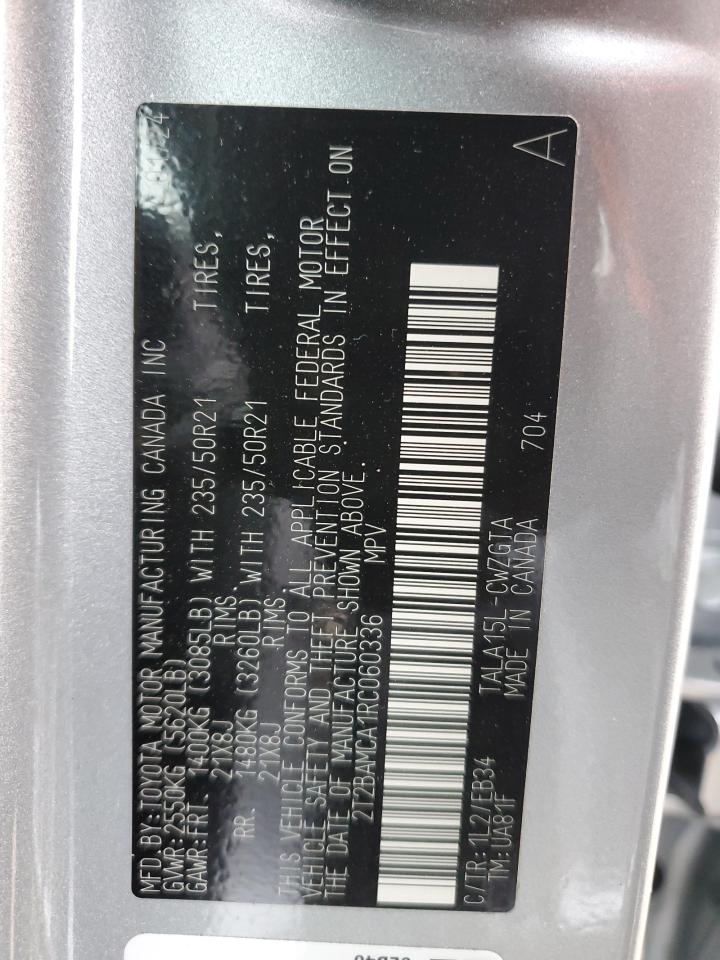 MFD.BY:TOYOTA MOTOR MANUFACTURING CANADA INC 24
GVWR:2550KG (5620LB)
GAWR:FRT. 1400KG (3085LB) WITH 235/50R21 TIRES,
21X8J RIMS,
RR. 1480KG (3260LB) WITH 235/50R21 TIRES,
21X8J RIMS.
THIS VEHICLE CONFORMS TO ALL APPLICABLE FEDERAL MOTOR
VEHICLE SAFETY AND THEFT PREVENTION STANDARDS IN EFFECT ON
THE DATE OF MANUFACTURE SHOWN ABOVE.
2T2BAMCA1RC060336 MPV
C/TR:1L27EB34 TALA15L-CWZGTA 704 A
TM:UA81F MADE IN CANADA